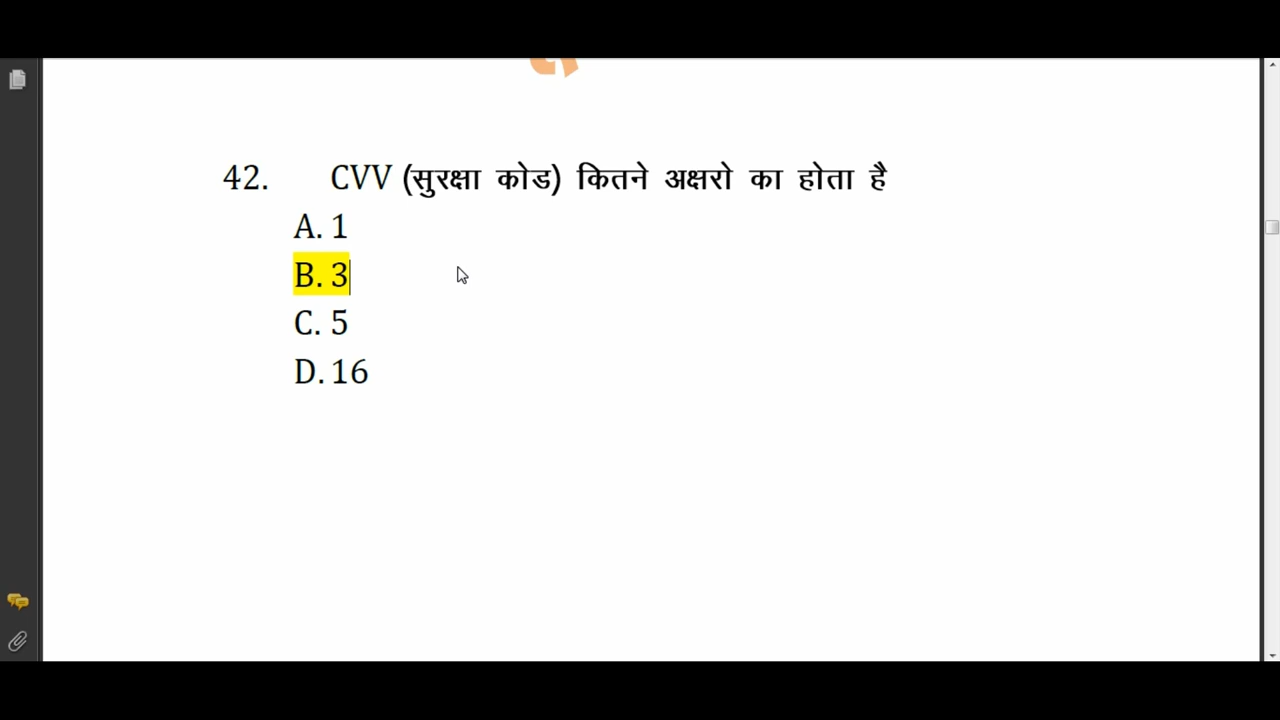 42. CVV (सुरक्षा कोड) कितने अक्षरो का होता है
A. 1
B. 3
C. 5
D. 16